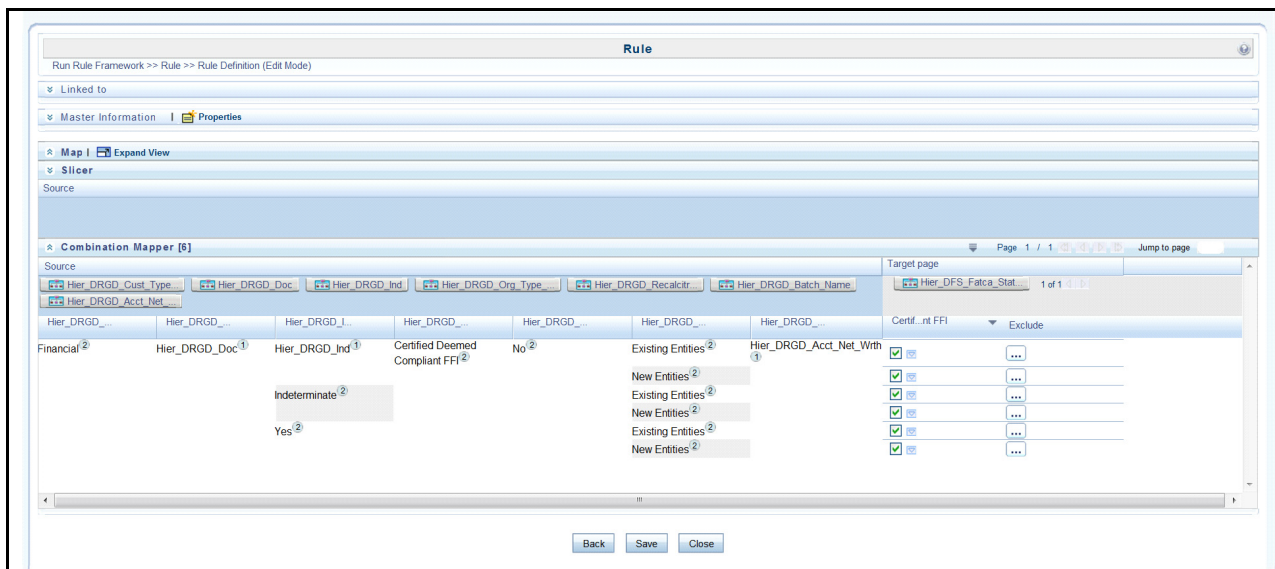 Rule
Run Rule Framework >> Rule >> Rule Definition (Edit Mode)
Linked to
Master Information | Properties
Map | Expand View
Slicer
Source
Combination Mapper [6] Page 1 / 1 Jump to page
Source Target page
Hier_DRGD_Cust_Type... Hier_DRGD_Doc Hier_DRGD_Ind Hier_DRGD_Org_Type_... Hier_DRGD_Recalcitr... Hier_DRGD_Batch_Name Hier_DFS_Fatca_Stat... 1 of 1
Hier_DRGD_Acct_Net_...
Hier_DRGD_... Hier_DRGD_... Hier_DRGD_I... Hier_DRGD_... Hier_DRGD_... Hier_DRGD_... Hier_DRGD_... Certif...nt FFI Exclude
Financial 2 Hier_DRGD_Doc 1 Hier_DRGD_Ind 1 Certified Deemed Compliant FFI 2 No 2 Existing Entities 2 Hier_DRGD_Acct_Net_Wrth 1 ...
New Entities 2 ...
Indeterminate 2 Existing Entities 2 ...
New Entities 2 ...
Yes 2 Existing Entities 2 ...
New Entities 2 ...
Back Save Close